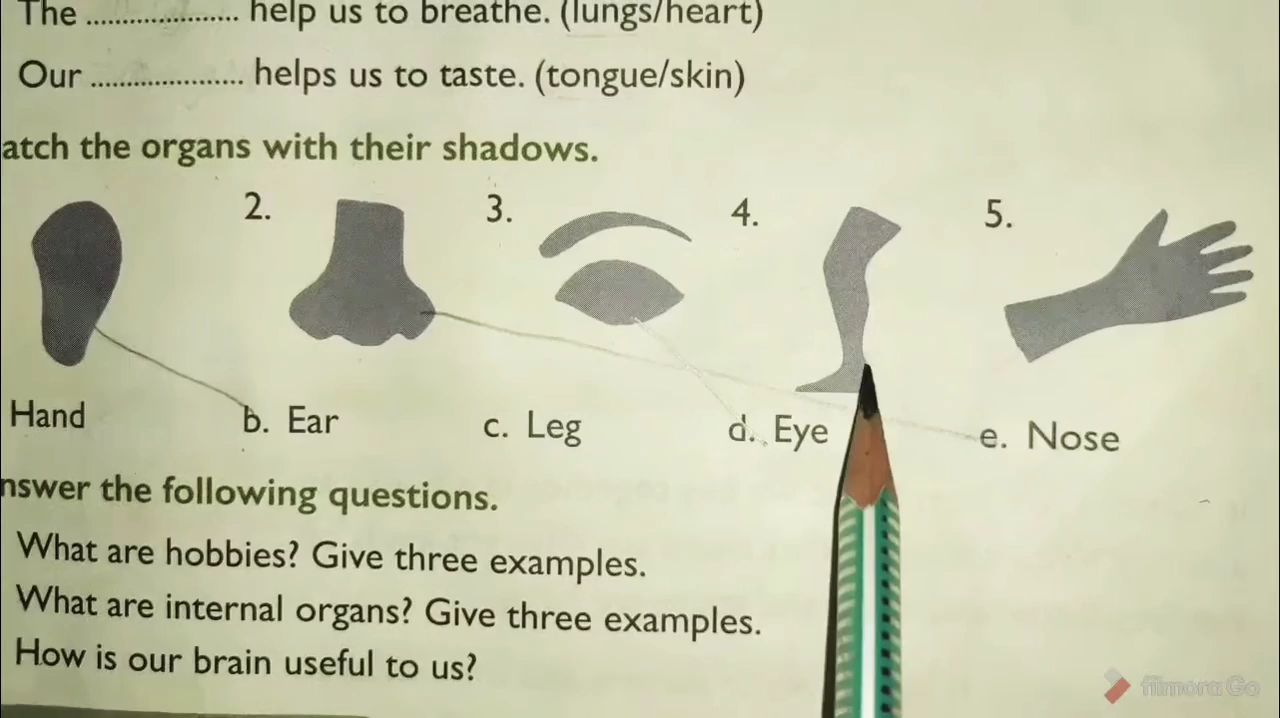 The .................... help us to breathe. (lungs/heart)
Our .................... helps us to taste. (tongue/skin)
atch the organs with their shadows.
2. 3. 4. 5.
Hand b. Ear c. Leg d. Eye e. Nose
nswer the following questions.
What are hobbies? Give three examples.
What are internal organs? Give three examples.
How is our brain useful to us?
filmora Go